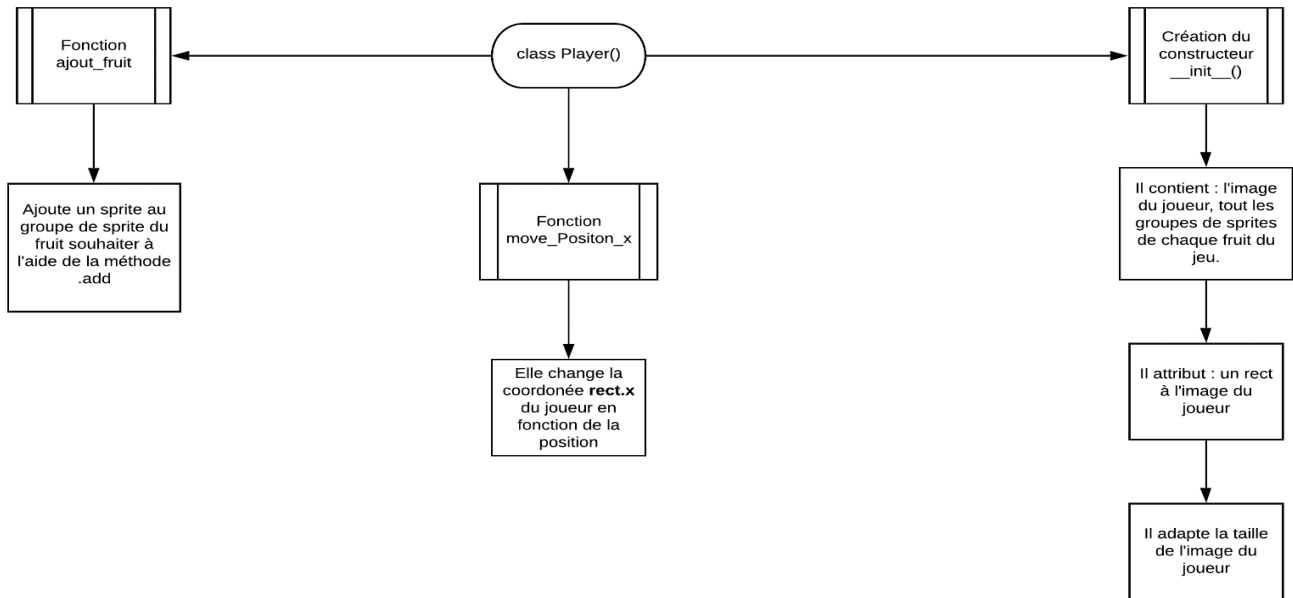 Fonction
ajout_fruit
class Player()
Création du
constructeur
__init__()
Ajoute un sprite au
groupe de sprite du
fruit souhaiter à
l'aide de la méthode
.add
Fonction
move_Positon_x
Il contient : l'image
du joueur, tout les
groupes de sprites
de chaque fruit du
jeu.
Elle change la
coordonée rect.x
du joueur en
fonction de la
position
Il attribut : un rect
à l'image du
joueur
Il adapte la taille
de l'image du
joueur